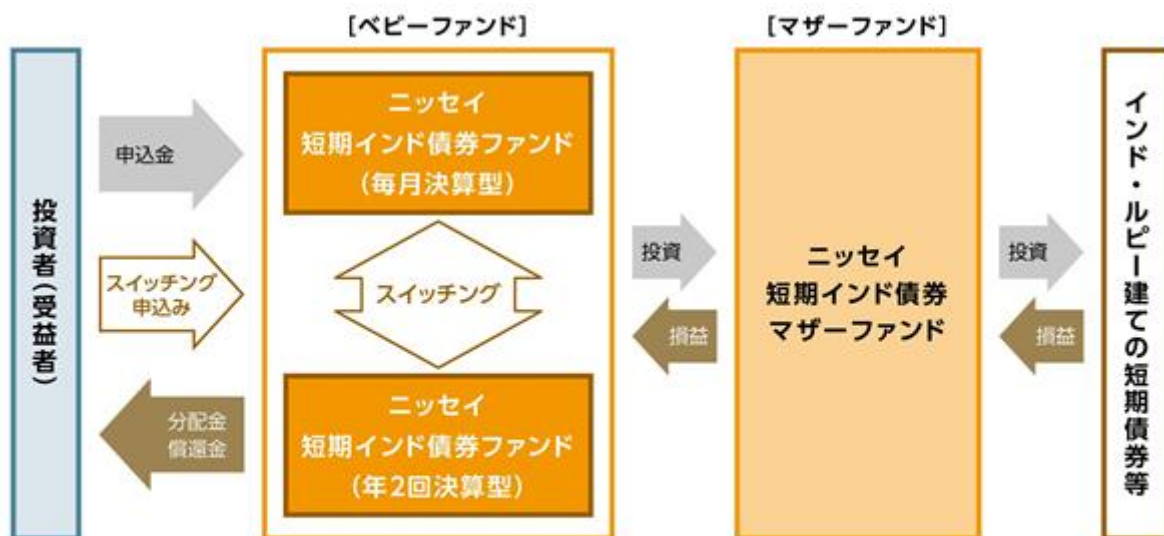 [ベビーファンド]
[マザーファンド]
投資者(受益者)
申込金
スイッチング
申込み
分配金
償還金
ニッセイ
短期インド債券ファンド
(毎月決算型)
スイッチング
ニッセイ
短期インド債券ファンド
(年2回決算型)
投資
損益
ニッセイ
短期インド債券
マザーファンド
投資
損益
インド・ルピー建ての短期債券等